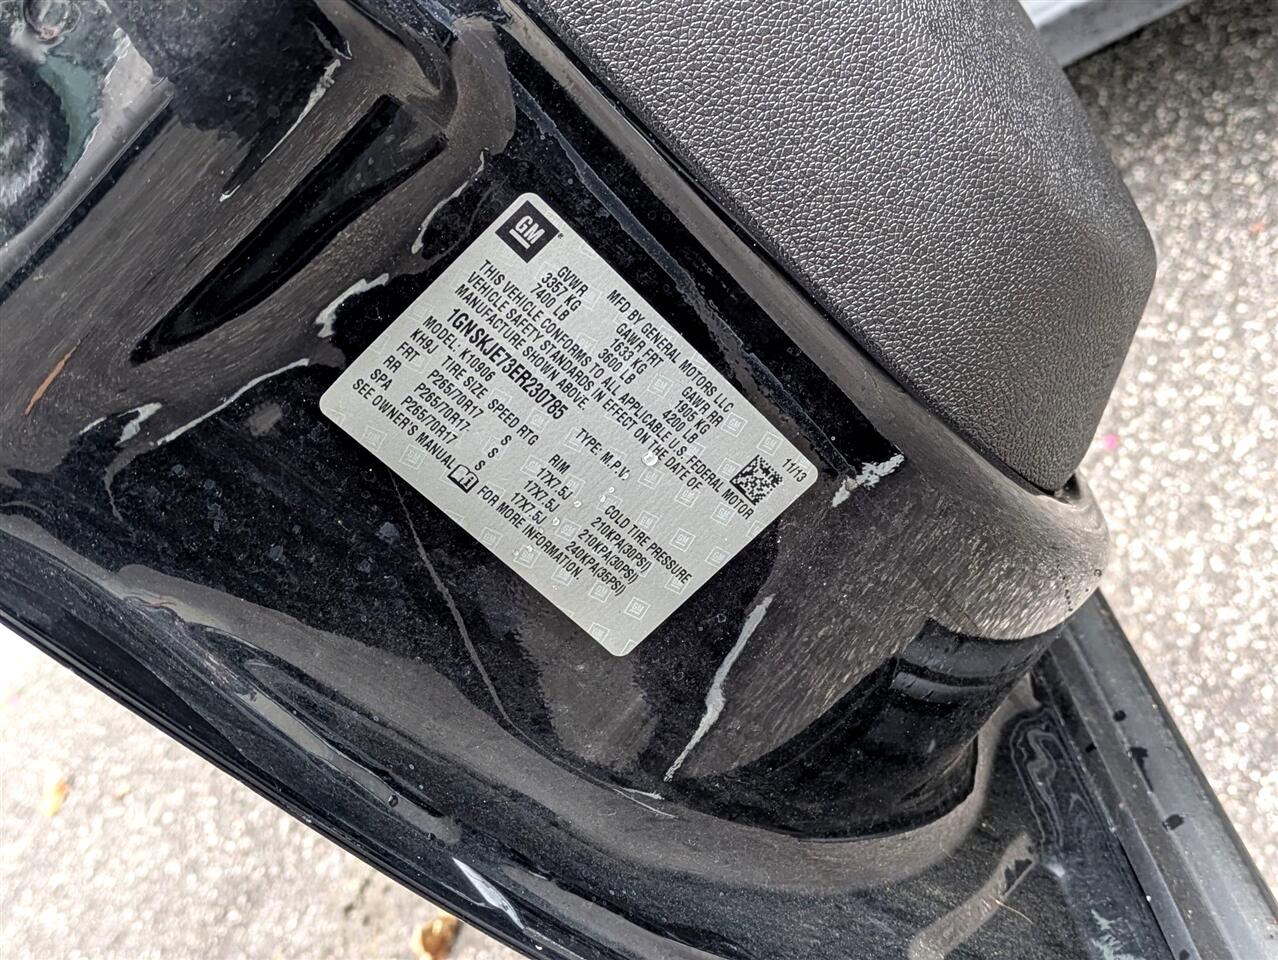 GM
MFD BY GENERAL MOTORS LLC 11/13
GVWR GAWR FRT GAWR RR
3357 KG 1633 KG 1905 KG
7400 LB 3600 LB 4200 LB
THIS VEHICLE CONFORMS TO ALL APPLICABLE U.S. FEDERAL MOTOR
VEHICLE SAFETY STANDARDS IN EFFECT ON THE DATE OF
MANUFACTURE SHOWN ABOVE.
1GNSKJE73ER230785 TYPE: M.P.V.
MODEL: K10906
KH9J TIRE SIZE SPEED RTG RIM COLD TIRE PRESSURE
FRT P265/70R17 S 17X7.5J 210KPA(30PSI)
RR P265/70R17 S 17X7.5J 210KPA(30PSI)
SPA P265/70R17 S 17X7.5J 240KPA(35PSI)
SEE OWNER'S MANUAL FOR MORE INFORMATION.